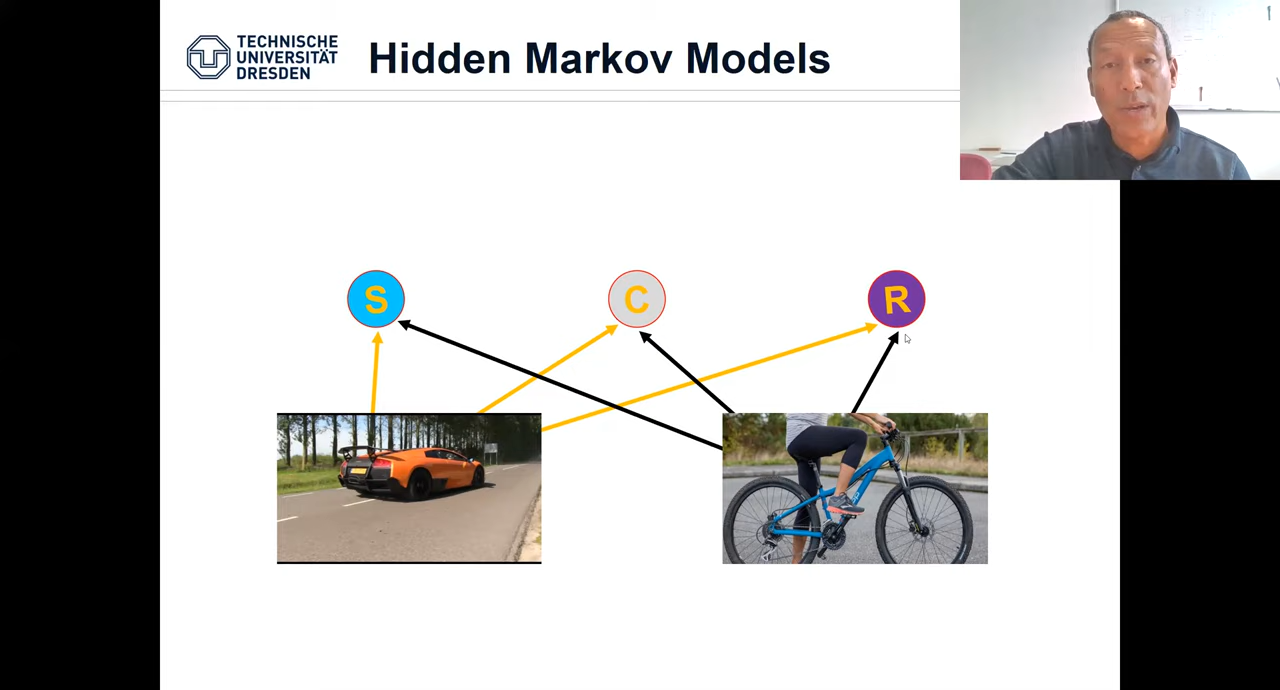 TECHNISCHE
UNIVERSITÄT
DRESDEN
Hidden Markov Models
S
C
R